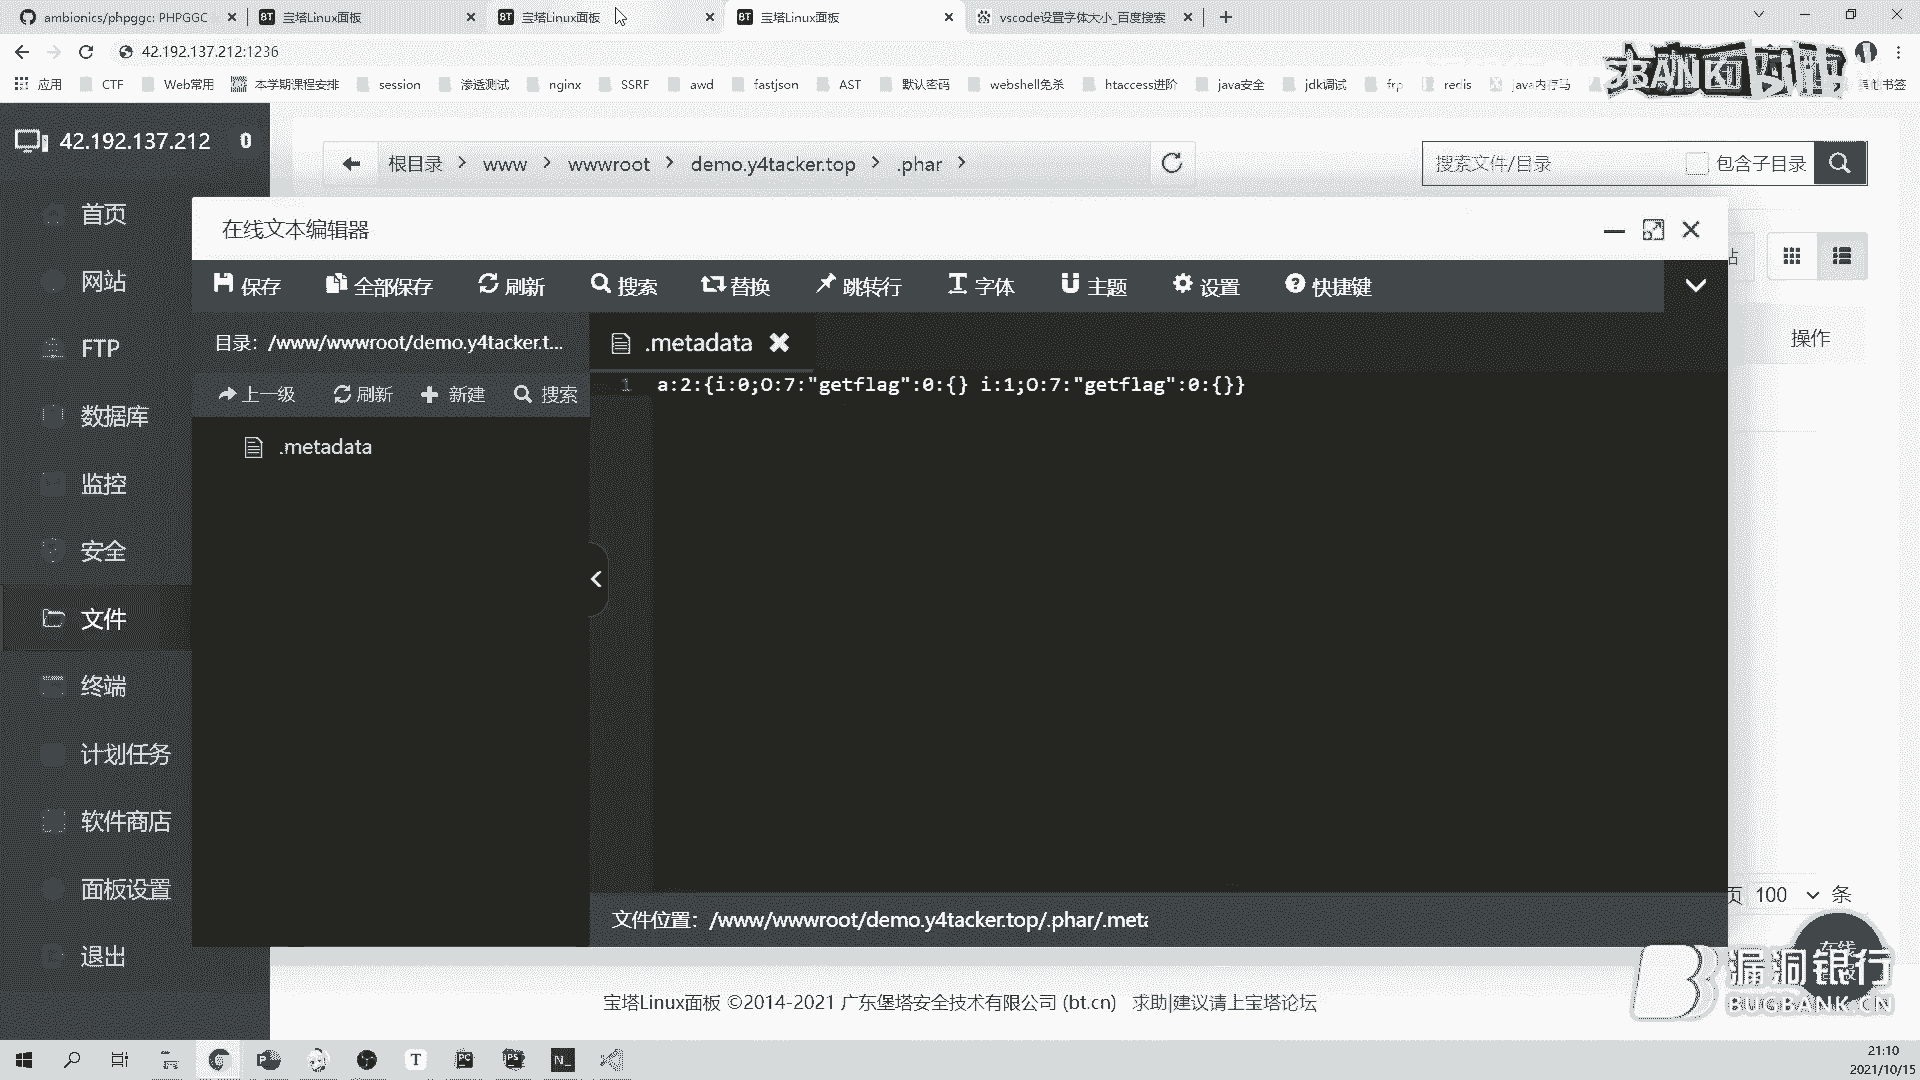 ambionics/phpggc: PHPGGC
宝塔Linux面板
宝塔Linux面板
宝塔Linux面板
vscode设置字体大小_百度搜索
42.192.137.212:1236
应用 CTF Web常用 本学期课程安排 session 渗透测试 nginx SSRF awd fastjson AST 默认密码 webshell免杀 htaccess进阶 java安全 jdk调试 frp redis java内存马 书签
42.192.137.212 0
根目录 > www > wwwroot > demo.y4tacker.top > .phar >
搜索文件/目录 包含子目录
首页
网站
FTP
数据库
监控
安全
文件
终端
计划任务
软件商店
面板设置
退出
在线文本编辑器
保存 全部保存 刷新 搜索 替换 跳转行 字体 主题 设置 快捷键
目录：/www/wwwroot/demo.y4tacker.t...
上一级 刷新 新建 搜索
.metadata
.metadata
1 a:2:{i:0;O:7:"getflag":0:{} i:1;O:7:"getflag":0:{}}
操作
文件位置：/www/wwwroot/demo.y4tacker.top/.phar/.meta
页 100 条
在线
漏洞银行
BUGBANK.CN
宝塔Linux面板 ©2014-2021 广东堡塔安全技术有限公司 (bt.cn) 求助|建议请上宝塔论坛
21:10
2021/10/15